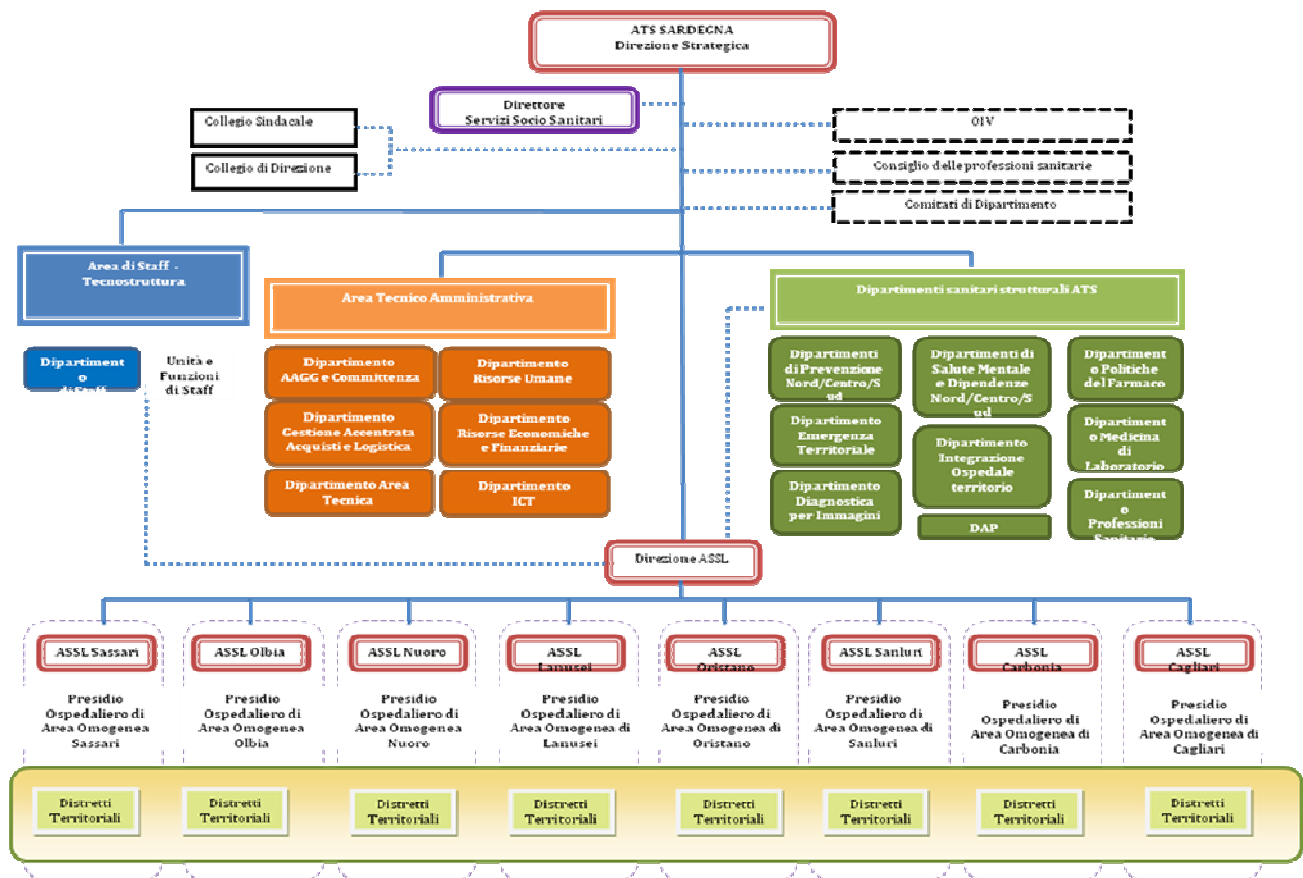 ATS SARDEGNA
Direzione Strategica
Direttore
Servizi Socio Sanitari
Collegio Sindacale
Collegio di Direzione
OIV
Consiglio delle professioni sanitarie
Comitati di Dipartimento
Area di Staff -
Tecnostruttura
Area Tecnico Amministrativa
Dipartimenti sanitari strutturali ATS
Dipartiment
o
di Staff
Unità e
Funzioni
di Staff
Dipartimento
AAGG e Committenza
Dipartimento
Risorse Umane
Dipartimento
Gestione Accentrata
Acquisti e Logistica
Dipartimento
Risorse Economiche
e Finanziarie
Dipartimento Area
Tecnica
Dipartimento
ICT
Dipartimenti
di Prevenzione
Nord/Centro/S
ud
Dipartimenti di
Salute Mentale
e Dipendenze
Nord/Centro/S
ud
Dipartiment
o Politiche
del Farmaco
Dipartimento
Emergenza
Territoriale
Dipartimento
Integrazione
Ospedale
territorio
Dipartiment
o Medicina
di
Laboratorio
Dipartimento
Diagnostica
per Immagini
DAP
Dipartiment
o
Professioni
Sanitarie
Direzione ASSL
ASSL Sassari
ASSL Olbia
ASSL Nuoro
ASSL
Lanusei
ASSL
Oristano
ASSL Sanluri
ASSL
Carbonia
ASSL
Cagliari
Presidio
Ospedaliero di
Area Omogenea
Sassari
Presidio
Ospedaliero di
Area Omogenea
Olbia
Presidio
Ospedaliero di
Area Omogenea
Nuoro
Presidio
Ospedaliero di
Area Omogenea di
Lanusei
Presidio
Ospedaliero di
Area Omogenea di
Oristano
Presidio
Ospedaliero di
Area Omogenea di
Sanluri
Presidio
Ospedaliero di
Area Omogenea di
Carbonia
Presidio
Ospedaliero di
Area Omogenea di
Cagliari
Distretti
Territoriali
Distretti
Territoriali
Distretti
Territoriali
Distretti
Territoriali
Distretti
Territoriali
Distretti
Territoriali
Distretti
Territoriali
Distretti
Territoriali